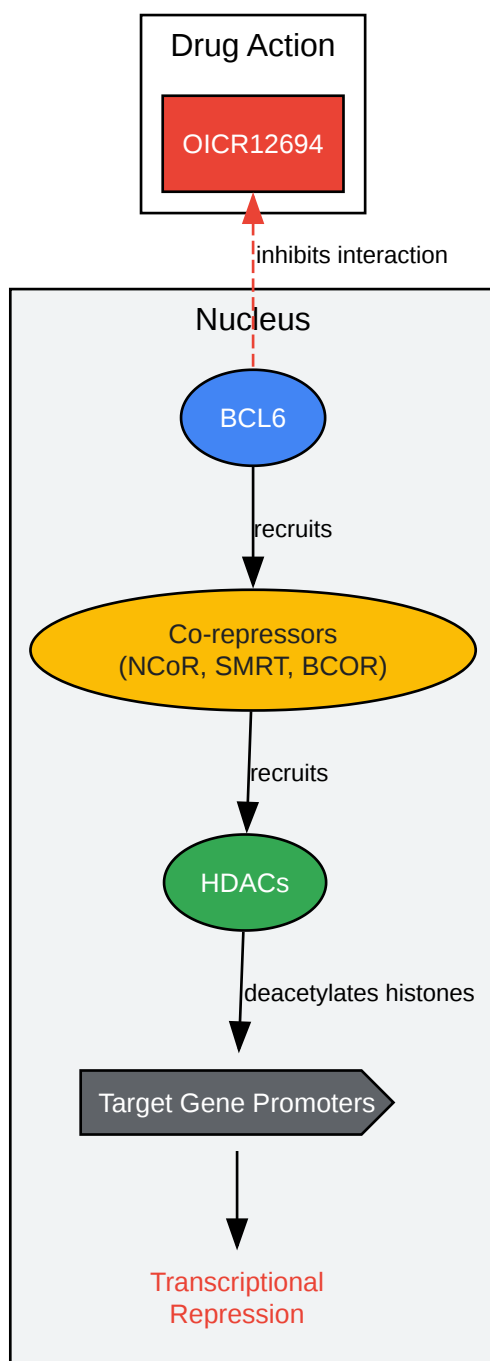 Drug Action
OICR12694
inhibits interaction
Nucleus
BCL6
recruits
Co-repressors
(NCoR, SMRT, BCOR)
recruits
HDACs
deacetylates histones
Target Gene Promoters
Transcriptional
Repression